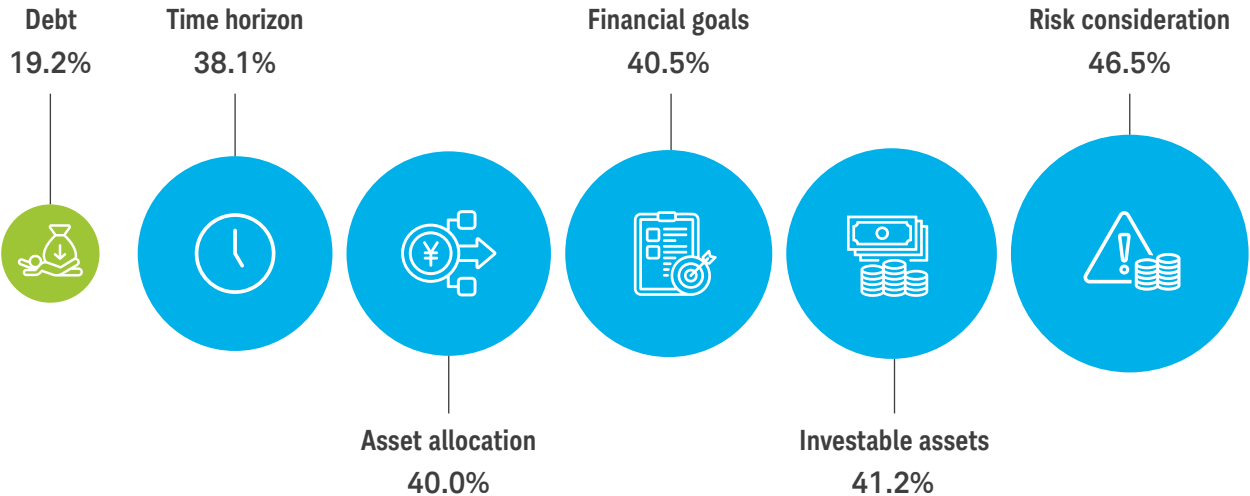 Debt
19.2%
Time horizon
38.1%
Asset allocation
40.0%
Financial goals
40.5%
Investable assets
41.2%
Risk consideration
46.5%
¥